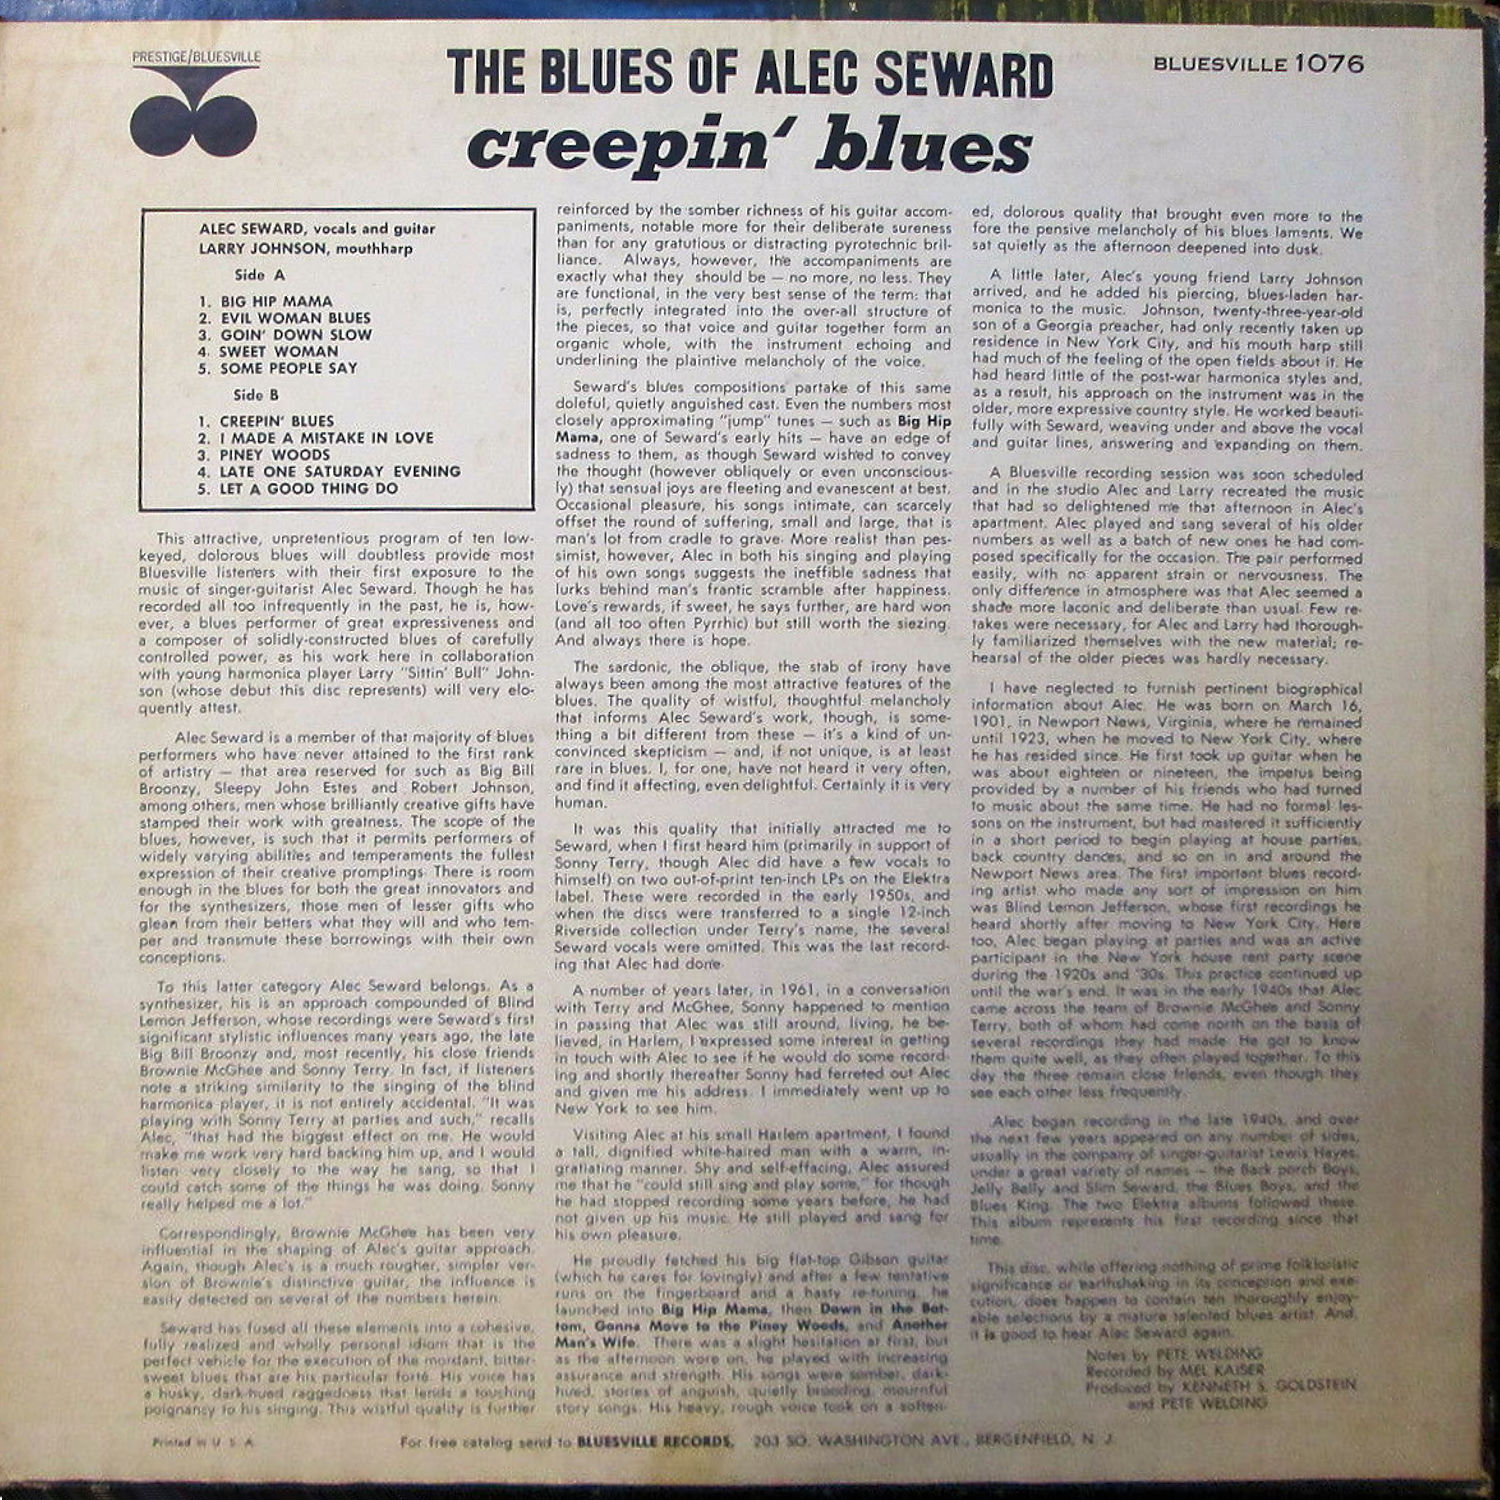 PRESTIGE/BLUESVILLE
THE BLUES OF ALEC SEWARD
BLUESVILLE 1076
creepin' blues
ALEC SEWARD, vocals and guitar
LARRY JOHNSON, mouthharp
Side A
1. BIG HIP MAMA
2. EVIL WOMAN BLUES
3. GOIN' DOWN SLOW
4. SWEET WOMAN
5. SOME PEOPLE SAY
Side B
1. CREEPIN' BLUES
2. I MADE A MISTAKE IN LOVE
3. PINEY WOODS
4. LATE ONE SATURDAY EVENING
5. LET A GOOD THING DO
This attractive, unpretentious program of ten low-
keyed, dolorous blues will doubtless provide most
Bluesville listeners with their first exposure to the
music of singer-guitarist Alec Seward. Though he has
recorded all too infrequently in the past, he is, how-
ever, a blues performer of great expressiveness and
a composer of solidly-constructed blues of carefully
controlled power, as his work here in collaboration
with young harmonica player Larry "Sittin' Bull" John-
son (whose debut this disc represents) will very elo-
quently attest.
Alec Seward is a member of that majority of blues
performers who have never attained to the first rank
of artistry — that area reserved for such as Big Bill
Broonzy, Sleepy John Estes and Robert Johnson,
among others, men whose brilliantly creative gifts have
stamped their work with greatness. The scope of the
blues, however, is such that it permits performers of
widely varying abilities and temperaments the fullest
expression of their creative promptings. There is room
enough in the blues for both the great innovators and
for the synthesizers, those men of lesser gifts who
glean from their betters what they will and who tem-
per and transmute these borrowings with their own
conceptions.
To this latter category Alec Seward belongs. As a
synthesizer, his is an approach compounded of Blind
Lemon Jefferson, whose recordings were Seward's first
significant stylistic influences many years ago, the late
Big Bill Broonzy and, most recently, his close friends
Brownie McGhee and Sonny Terry. In fact, if listeners
note a striking similarity to the singing of the blind
harmonica player, it is not entirely accidental. "It was
playing with Sonny Terry at parties and such," recalls
Alec, "that had the biggest effect on me. He would
make me work very hard backing him up, and I would
listen very closely to the way he sang, so that I
could catch some of the things he was doing. Sonny
really helped me a lot."
Correspondingly, Brownie McGhee has been very
influential in the shaping of Alec's guitar approach.
Again, though Alec's is a much rougher, simpler ver-
sion of Brownie's distinctive guitar, the influence is
easily detected on several of the numbers herein.
Seward has fused all these elements into a cohesive,
fully realized and wholly personal idiom that is the
perfect vehicle for the execution of the mordant, bitter-
sweet blues that are his particular forté. His voice has
a husky, dark-hued raggedness that lends a touching
poignancy to his singing. This wistful quality is further
reinforced by the somber richness of his guitar accom-
paniments, notable more for their deliberate sureness
than for any gratuitous or distracting pyrotechnic bril-
liance. Always, however, the accompaniments are
exactly what they should be — no more, no less. They
are functional, in the very best sense of the term: that
is, perfectly integrated into the over-all structure of
the pieces, so that voice and guitar together form an
organic whole, with the instrument echoing and
underlining the plaintive melancholy of the voice.
Seward's blues compositions partake of this same
doleful, quietly anguished cast. Even the numbers most
closely approximating "jump" tunes — such as Big Hip
Mama, one of Seward's early hits — have an edge of
sadness to them, as though Seward wished to convey
the thought (however obliquely or even unconscious-
ly) that sensual joys are fleeting and evanescent at best.
Occasional pleasure, his songs intimate, can scarcely
offset the round of suffering, small and large, that is
man's lot from cradle to grave. More realist than pes-
simist, however, Alec in both his singing and playing
of his own songs suggests the ineffible sadness that
lurks behind man's frantic scramble after happiness.
Love's rewards, if sweet, he says further, are hard won
(and all too often Pyrrhic) but still worth the siezing.
And always there is hope.
The sardonic, the oblique, the stab of irony have
always been among the most attractive features of the
blues. The quality of wistful, thoughtful melancholy
that informs Alec Seward's work, though, is some-
thing a bit different from these — it's a kind of un-
convinced skepticism — and, if not unique, is at least
rare in blues. I, for one, have not heard it very often,
and find it affecting, even delightful. Certainly it is very
human.
It was this quality that initially attracted me to
Seward, when I first heard him (primarily in support of
Sonny Terry, though Alec did have a few vocals to
himself) on two out-of-print ten-inch LPs on the Elektra
label. These were recorded in the early 1950s, and
when the discs were transferred to a single 12-inch
Riverside collection under Terry's name, the several
Seward vocals were omitted. This was the last record-
ing that Alec had done.
A number of years later, in 1961, in a conversation
with Terry and McGhee, Sonny happened to mention
in passing that Alec was still around, living, he be-
lieved, in Harlem, I expressed some interest in getting
in touch with Alec to see if he would do some record-
ing and shortly thereafter Sonny had ferreted out Alec
and given me his address. I immediately went up to
New York to see him.
Visiting Alec at his small Harlem apartment, I found
a tall, dignified white-haired man with a warm, in-
gratiating manner. Shy and self-effacing, Alec assured
me that he "could still sing and play some," for though
he had stopped recording some years before, he had
not given up his music. He still played and sang for
his own pleasure.
He proudly fetched his big flat-top Gibson guitar
(which he cares for lovingly) and after a few tentative
runs on the fingerboard and a hasty re-tuning, he
launched into Big Hip Mama, then Down in the Bot-
tom, Gonna Move to the Piney Woods, and Another
Man's Wife. There was a slight hesitation at first, but
as the afternoon wore on, he played with increasing
assurance and strength. His songs were somber, dark-
hued, stories of anguish, quietly brooding, mournful
story songs. His heavy, rough voice took on a soften-
ed, dolorous quality that brought even more to the
fore the pensive melancholy of his blues laments. We
sat quietly as the afternoon deepened into dusk.
A little later, Alec's young friend Larry Johnson
arrived, and he added his piercing, blues-laden har-
monica to the music. Johnson, twenty-three-year-old
son of a Georgia preacher, had only recently taken up
residence in New York City, and his mouth harp still
had much of the feeling of the open fields about it. He
had heard little of the post-war harmonica styles and,
as a result, his approach on the instrument was in the
older, more expressive country style. He worked beauti-
fully with Seward, weaving under and above the vocal
and guitar lines, answering and expanding on them.
A Bluesville recording session was soon scheduled
and in the studio Alec and Larry recreated the music
that had so delighted me that afternoon in Alec's
apartment. Alec played and sang several of his older
numbers as well as a batch of new ones he had com-
posed specifically for the occasion. The pair performed
easily, with no apparent strain or nervousness. The
only difference in atmosphere was that Alec seemed a
shade more laconic and deliberate than usual. Few re-
takes were necessary, for Alec and Larry had thorough-
ly familiarized themselves with the new material; re-
hearsal of the older pieces was hardly necessary.
I have neglected to furnish pertinent biographical
information about Alec. He was born on March 16,
1901, in Newport News, Virginia, where he remained
until 1923, when he moved to New York City, where
he has resided since. He first took up guitar when he
was about eighteen or nineteen, the impetus being
provided by a number of his friends who had turned
to music about the same time. He had no formal les-
sons on the instrument, but had mastered it sufficiently
in a short period to begin playing at house parties,
back country dances, and so on in and around the
Newport News area. The first important blues record-
ing artist who made any sort of impression on him
was Blind Lemon Jefferson, whose first recordings he
heard shortly after moving to New York City. Here
too, Alec began playing at parties and was an active
participant in the New York house rent party scene
during the 1920s and '30s. This practice continued up
until the war's end. It was in the early 1940s that Alec
came across the team of Brownie McGhee and Sonny
Terry, both of whom had come north on the basis of
several recordings they had made. He got to know
them quite well, as they often played together. To this
day the three remain close friends, even though they
see each other less frequently.
Alec began recording in the late 1940s, and over
the next few years appeared on any number of sides,
usually in the company of singer-guitarist Lewis Hayes,
under a great variety of names — the Back porch Boys,
Jelly Belly and Slim Seward, the Blues Boys, and the
Blues King. The two Elektra albums followed these.
This album represents his first recording since that
time.
This disc, while offering nothing of prime folkloristic
significance or earthshaking in its conception and exe-
cution, does happen to contain ten thoroughly enjoy-
able selections by a mature talented blues artist. And,
it is good to hear Alec Seward again.
Notes by PETE WELDING
Recorded by MEL KAISER
Produced by KENNETH S. GOLDSTEIN
and PETE WELDING
Printed in U. S. A.
For free catalog send to BLUESVILLE RECORDS, 203 SO. WASHINGTON AVE., BERGENFIELD, N. J.